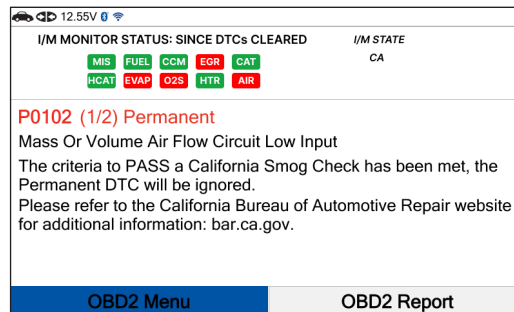 12.55V
I/M MONITOR STATUS: SINCE DTCs CLEARED I/M STATE
MIS FUEL CCM EGR CAT CA
HCAT EVAP O2S HTR AIR
P0102 (1/2) Permanent
Mass Or Volume Air Flow Circuit Low Input
The criteria to PASS a California Smog Check has been met, the
Permanent DTC will be ignored.
Please refer to the California Bureau of Automotive Repair website
for additional information: bar.ca.gov.
OBD2 Menu OBD2 Report